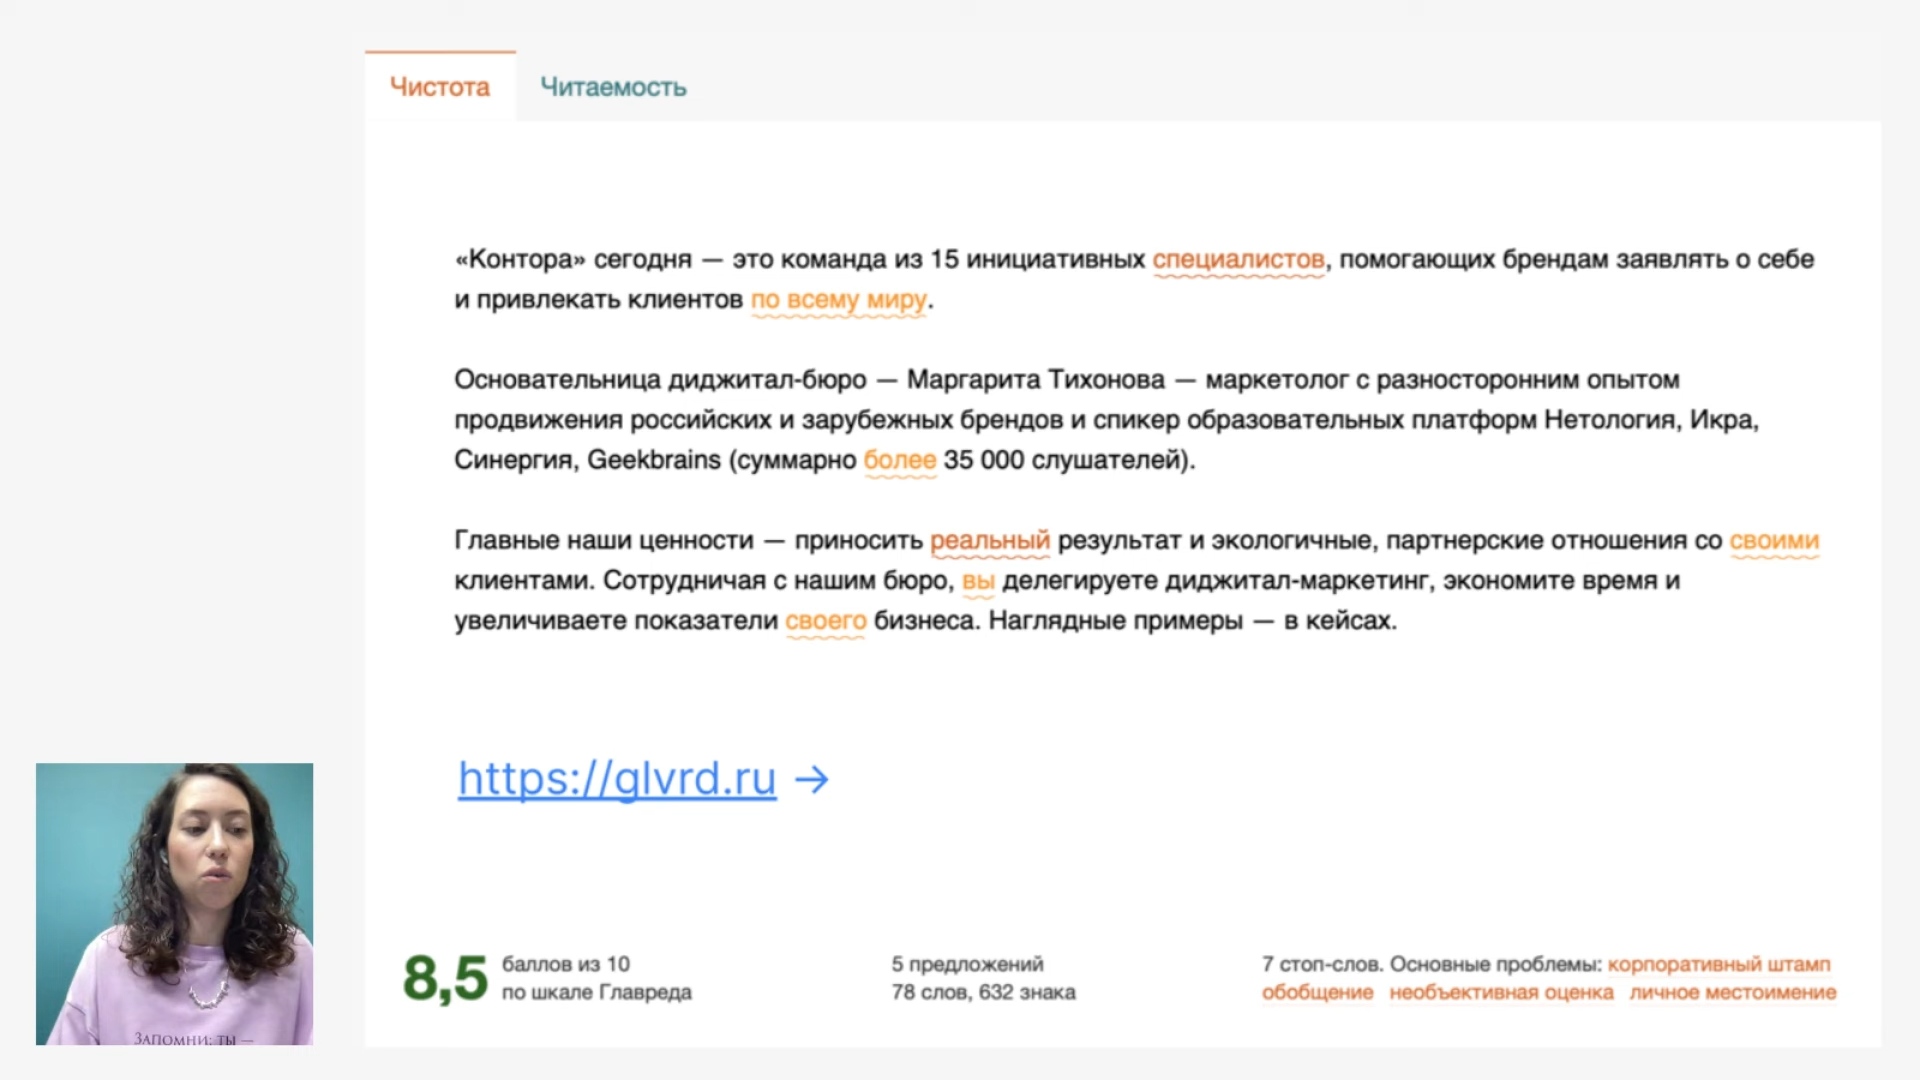 Чистота
Читаемость
«Контора» сегодня — это команда из 15 инициативных специалистов, помогающих брендам заявлять о себе
и привлекать клиентов по всему миру.
Основательница диджитал-бюро — Маргарита Тихонова — маркетолог с разносторонним опытом
продвижения российских и зарубежных брендов и спикер образовательных платформ Нетология, Икра,
Синергия, Geekbrains (суммарно более 35 000 слушателей).
Главные наши ценности — приносить реальный результат и экологичные, партнерские отношения со своими
клиентами. Сотрудничая с нашим бюро, вы делегируете диджитал-маркетинг, экономите время и
увеличиваете показатели своего бизнеса. Наглядные примеры — в кейсах.
https://glvrd.ru →
8,5 баллов из 10
по шкале Главреда
5 предложений
78 слов, 632 знака
7 стоп-слов. Основные проблемы: корпоративный штамп
обобщение необъективная оценка личное местоимение
Запомни: ты —